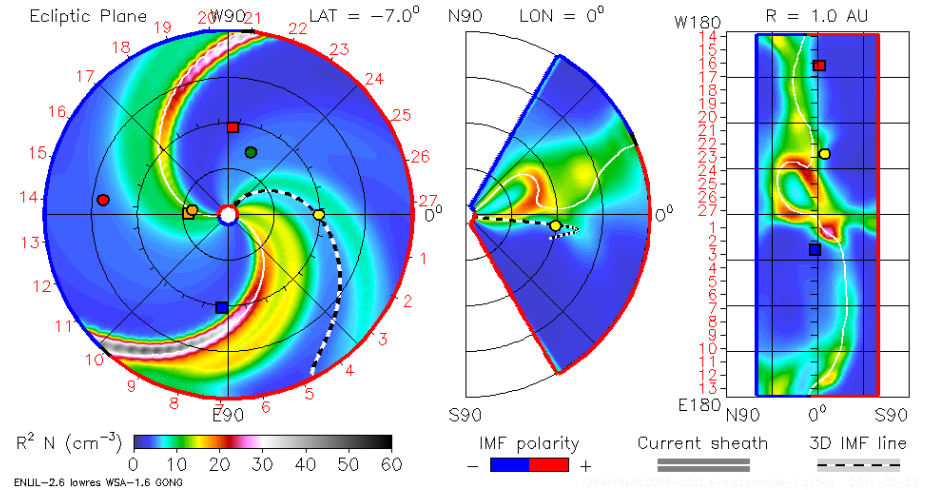 Ecliptic Plane W90 LAT = −7.0° N90 LON = 0° W180 R = 1.0 AU
19 20 21 22
18 23
17 24
16 25
15 26
14 27 0°
13 1
12 2
11 3
10 4
9 8 7 6 5
E90
0°
S90
14
15
16
17
18
19
20
21
22
23
24
25
26
27
1
2
3
4
5
6
7
8
9
10
11
12
13
E180 N90 0° S90
R² N (cm⁻³)
0 10 20 30 40 50 60
IMF polarity
− +
Current sheath
3D IMF line
ENLIL-2.6 lowres WSA-1.6 GONG
2011-02-23